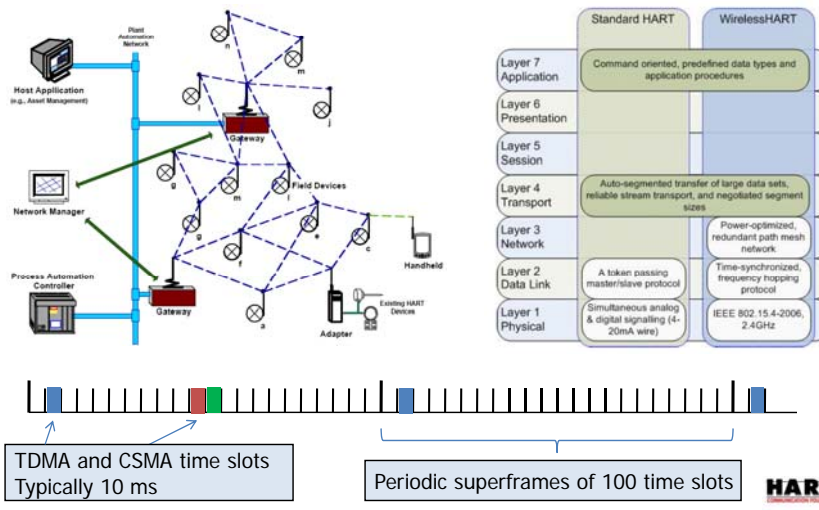 Plant
Automation
Network
Host Application
(e.g., Asset Management)
n
m
l
j
Gateway
g
m
l
Field Devices
Network Manager
g
f
e
c
Handheld
Process Automation
Controller
Gateway
a
Adapter
Existing HART
Devices
Standard HART
WirelessHART
Layer 7
Application
Command oriented, predefined data types and
application procedures
Layer 6
Presentation
Layer 5
Session
Layer 4
Transport
Auto-segmented transfer of large data sets,
reliable stream transport, and negotiated segment
sizes
Layer 3
Network
Power-optimized,
redundant path mesh
network
Layer 2
Data Link
A token passing
master/slave protocol
Time-synchronized,
frequency hopping
protocol
Layer 1
Physical
Simultaneous analog
& digital signalling (4-
20mA wire)
IEEE 802.15.4-2006,
2.4GHz
TDMA and CSMA time slots
Typically 10 ms
Periodic superframes of 100 time slots
HAR
COMMUNICATION